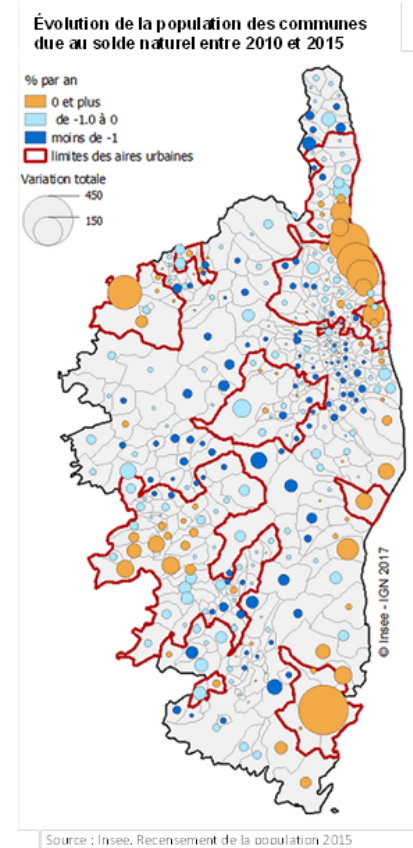 Évolution de la population des communes
due au solde naturel entre 2010 et 2015
% par an
0 et plus
de -1.0 à 0
moins de -1
limites des aires urbaines
Variation totale
450
150
© Insee - IGN 2017
Source : Insee, Recensement de la population 2015